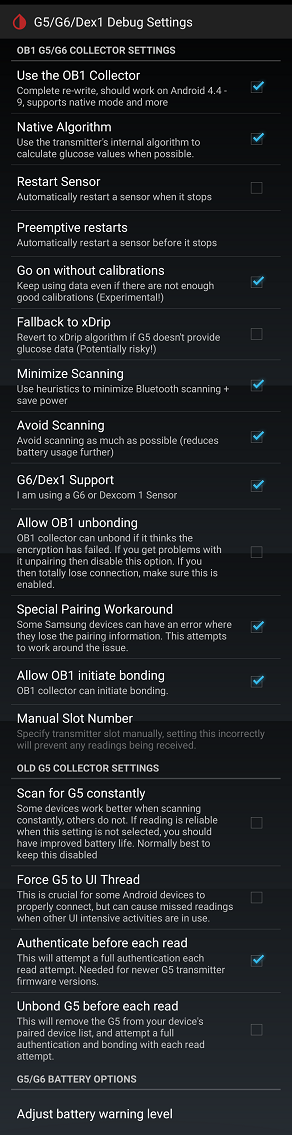 G5/G6/Dex1 Debug Settings
OB1 G5/G6 COLLECTOR SETTINGS
Use the OB1 Collector
Complete re-write, should work on Android 4.4 -
9, supports native mode and more
Native Algorithm
Use the transmitter's internal algorithm to
calculate glucose values when possible.
Restart Sensor
Automatically restart a sensor when it stops
Preemptive restarts
Automatically restart a sensor before it stops
Go on without calibrations
Keep using data even if there are not enough
good calibrations (Experimental!)
Fallback to xDrip
Revert to xDrip algorithm if G5 doesn't provide
glucose data (Potentially risky!)
Minimize Scanning
Use heuristics to minimize Bluetooth scanning +
save power
Avoid Scanning
Avoid scanning as much as possible (reduces
battery usage further)
G6/Dex1 Support
I am using a G6 or Dexcom 1 Sensor
Allow OB1 unbonding
OB1 collector can unbond if it thinks the
encryption has failed. If you get problems with
it unpairing then disable this option. If you
then totally lose connection, make sure this is
enabled.
Special Pairing Workaround
Some Samsung devices can have an error where
they lose the pairing information. This attempts
to work around the issue.
Allow OB1 initiate bonding
OB1 collector can initiate bonding.
Manual Slot Number
Specify transmitter slot manually, setting this incorrectly
will prevent any readings being received.
OLD G5 COLLECTOR SETTINGS
Scan for G5 constantly
Some devices work better when scanning
constantly, others do not. If reading is reliable
when this setting is not selected, you should
have improved battery life. Normally best to
keep this disabled
Force G5 to UI Thread
This is crucial for some Android devices to
properly connect, but can cause missed readings
when other UI intensive activities are in use.
Authenticate before each read
This will attempt a full authentication each
read attempt. Needed for newer G5 transmitter
firmware versions.
Unbond G5 before each read
This will remove the G5 from your device's
paired device list, and attempt a full
authentication and bonding with each read
attempt.
G5/G6 BATTERY OPTIONS
Adjust battery warning level